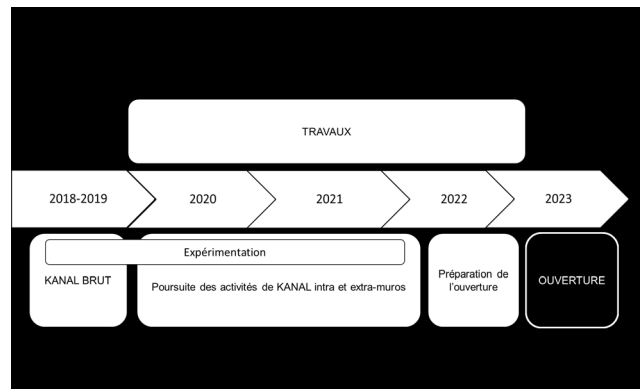 TRAVAUX
2018-2019
2020
2021
2022
2023
Expérimentation
KANAL BRUT
Poursuite des activités de KANAL intra et extra-muros
Préparation de
l'ouverture
OUVERTURE